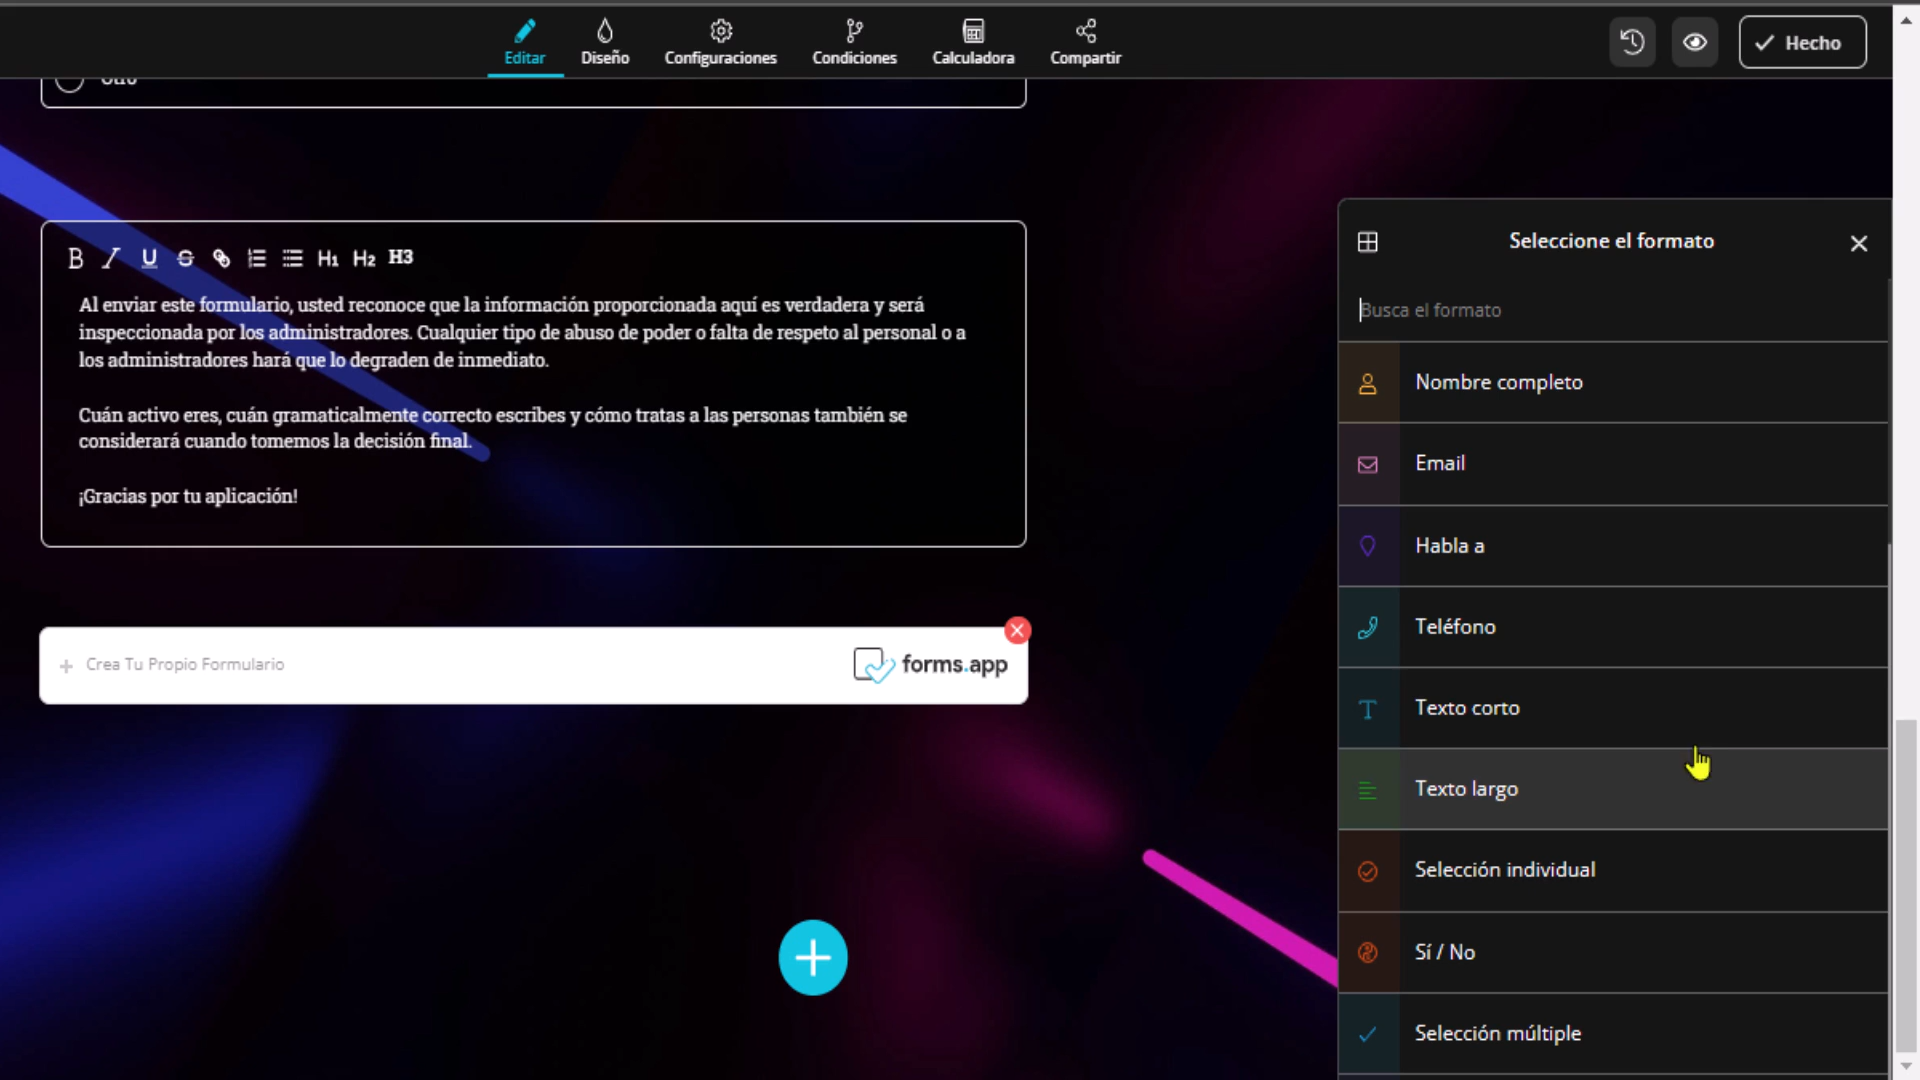 Editar
Diseño
Configuraciones
Condiciones
Calculadora
Compartir
Hecho
B I U S H1 H2 H3
Al enviar este formulario, usted reconoce que la información proporcionada aquí es verdadera y será
inspeccionada por los administradores. Cualquier tipo de abuso de poder o falta de respeto al personal o a
los administradores hará que lo degraden de inmediato.
Cuán activo eres, cuán gramaticalmente correcto escribes y cómo tratas a las personas también se
considerará cuando tomemos la decisión final.
¡Gracias por tu aplicación!
Crea Tu Propio Formulario
forms.app
Seleccione el formato
Busca el formato
Nombre completo
Email
Habla a
Teléfono
Texto corto
Texto largo
Selección individual
Sí / No
Selección múltiple